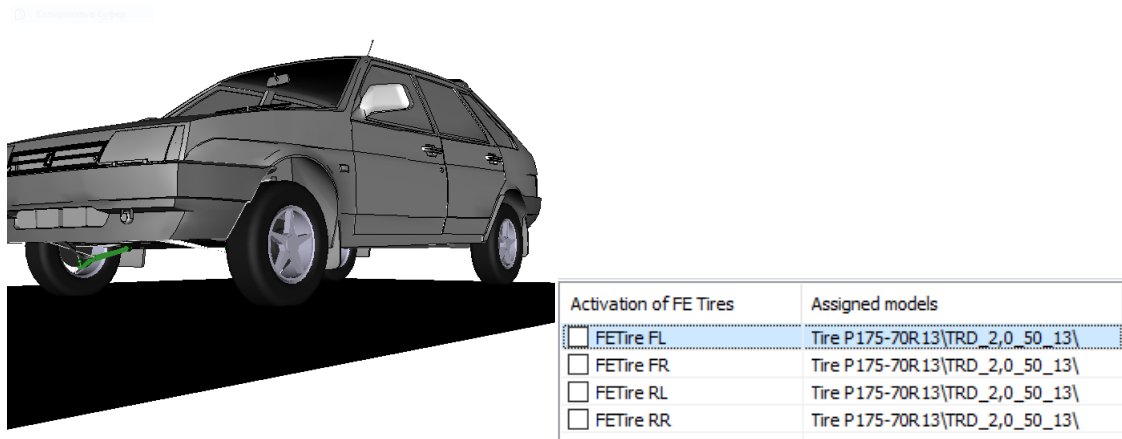 Activation of FE Tires Assigned models
FETire FL Tire P175-70R13\TRD_2,0_50_13\
FETire FR Tire P175-70R13\TRD_2,0_50_13\
FETire RL Tire P175-70R13\TRD_2,0_50_13\
FETire RR Tire P175-70R13\TRD_2,0_50_13\